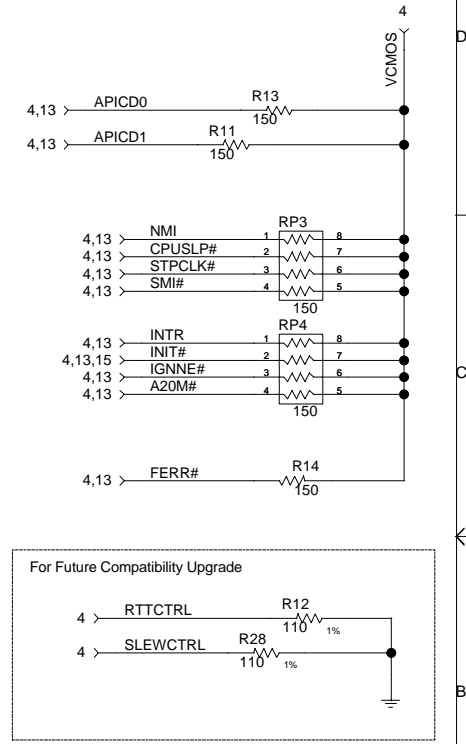 4
D
VCMOS
R13
4,13 APICD0
150
R11
4,13 APICD1
150
RP3
4,13 NMI 1 8
4,13 CPUSLP# 2 7
4,13 STPCLK# 3 6
4,13 SMI# 4 5
150
RP4
4,13 INTR 1 8
4,13,15 INIT# 2 7
4,13 IGNNE# 3 6
C
4,13 A20M# 4 5
150
R14
4,13 FERR#
150
For Future Compatibility Upgrade
R12
4 RTTCTRL
110 1%
R28
4 SLEWCTRL
110 1%
B